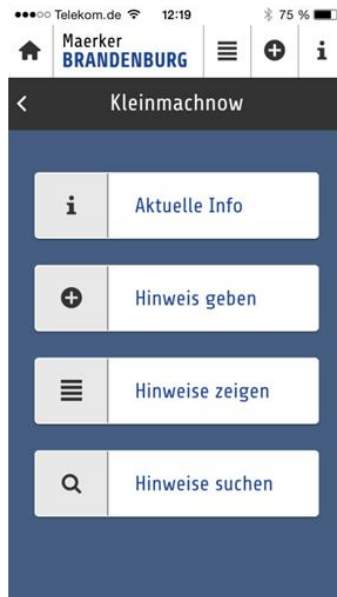 Telekom.de 12:19 75 %
Maerker
BRANDENBURG
Kleinmachnow
Aktuelle Info
Hinweis geben
Hinweise zeigen
Hinweise suchen